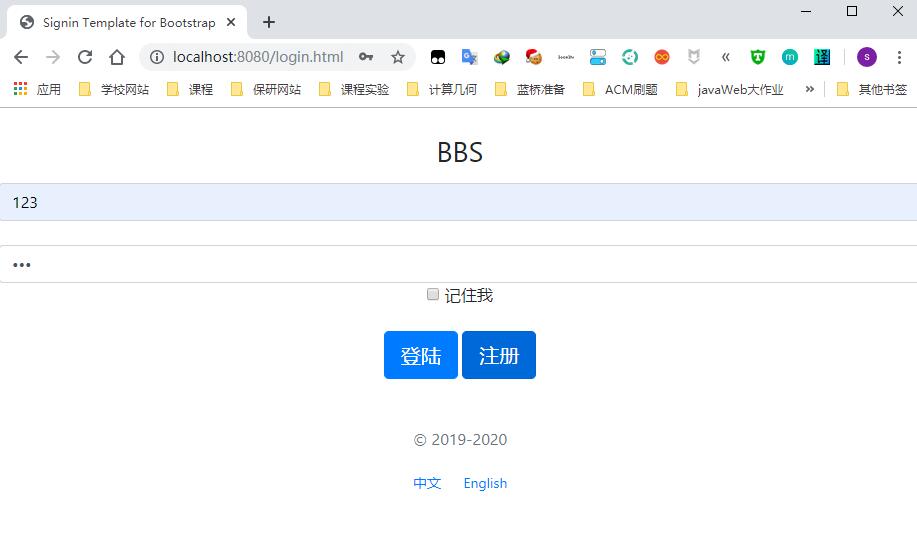 Signin Template for Bootstrap
localhost:8080/login.html
s
应用 学校网站 课程 保研网站 课程实验 计算几何 蓝桥准备 ACM刷题 javaWeb大作业 » 其他书签
BBS
123
•••
记住我
登陆 注册
© 2019-2020
中文 English